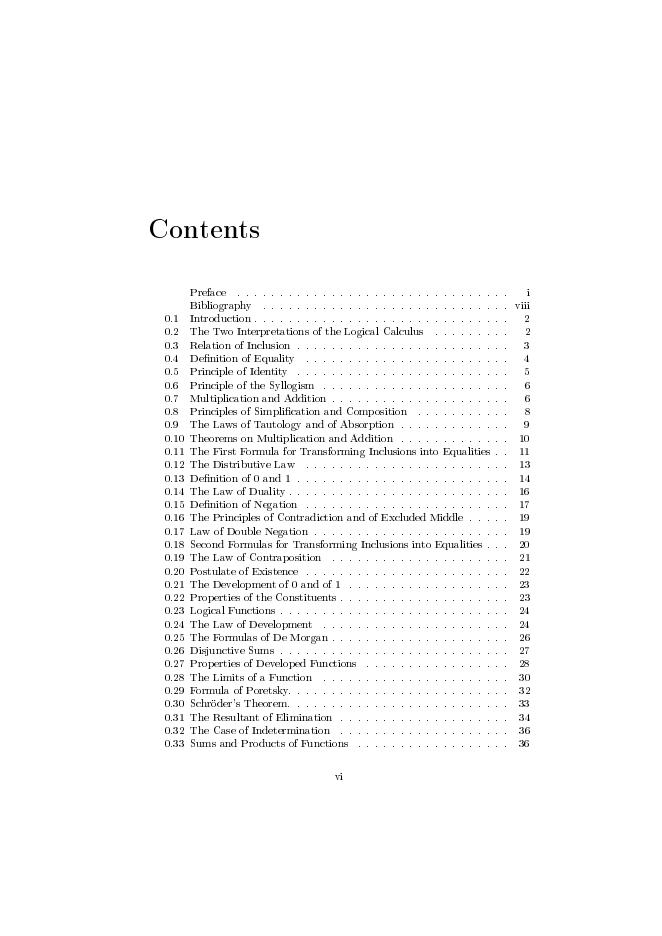 Contents
Preface . . . . . . . . . . . . . . . . . . . . . . . . . . . . . . . . i
Bibliography . . . . . . . . . . . . . . . . . . . . . . . . . . . . . viii
0.1 Introduction . . . . . . . . . . . . . . . . . . . . . . . . . . . . . . 2
0.2 The Two Interpretations of the Logical Calculus . . . . . . . . . 2
0.3 Relation of Inclusion . . . . . . . . . . . . . . . . . . . . . . . . . 3
0.4 Definition of Equality . . . . . . . . . . . . . . . . . . . . . . . . 4
0.5 Principle of Identity . . . . . . . . . . . . . . . . . . . . . . . . . 5
0.6 Principle of the Syllogism . . . . . . . . . . . . . . . . . . . . . . 6
0.7 Multiplication and Addition . . . . . . . . . . . . . . . . . . . . . 6
0.8 Principles of Simplification and Composition . . . . . . . . . . . 8
0.9 The Laws of Tautology and of Absorption . . . . . . . . . . . . . 9
0.10 Theorems on Multiplication and Addition . . . . . . . . . . . . . 10
0.11 The First Formula for Transforming Inclusions into Equalities . . 11
0.12 The Distributive Law . . . . . . . . . . . . . . . . . . . . . . . . 13
0.13 Definition of 0 and 1 . . . . . . . . . . . . . . . . . . . . . . . . . 14
0.14 The Law of Duality . . . . . . . . . . . . . . . . . . . . . . . . . . 16
0.15 Definition of Negation . . . . . . . . . . . . . . . . . . . . . . . . 17
0.16 The Principles of Contradiction and of Excluded Middle . . . . . 19
0.17 Law of Double Negation . . . . . . . . . . . . . . . . . . . . . . . 19
0.18 Second Formulas for Transforming Inclusions into Equalities . . . 20
0.19 The Law of Contraposition . . . . . . . . . . . . . . . . . . . . . 21
0.20 Postulate of Existence . . . . . . . . . . . . . . . . . . . . . . . . 22
0.21 The Development of 0 and of 1 . . . . . . . . . . . . . . . . . . . 23
0.22 Properties of the Constituents . . . . . . . . . . . . . . . . . . . . 23
0.23 Logical Functions . . . . . . . . . . . . . . . . . . . . . . . . . . . 24
0.24 The Law of Development . . . . . . . . . . . . . . . . . . . . . . 24
0.25 The Formulas of De Morgan . . . . . . . . . . . . . . . . . . . . . 26
0.26 Disjunctive Sums . . . . . . . . . . . . . . . . . . . . . . . . . . . 27
0.27 Properties of Developed Functions . . . . . . . . . . . . . . . . . 28
0.28 The Limits of a Function . . . . . . . . . . . . . . . . . . . . . . 30
0.29 Formula of Poretsky. . . . . . . . . . . . . . . . . . . . . . . . . . 32
0.30 Schröder's Theorem. . . . . . . . . . . . . . . . . . . . . . . . . . 33
0.31 The Resultant of Elimination . . . . . . . . . . . . . . . . . . . . 34
0.32 The Case of Indetermination . . . . . . . . . . . . . . . . . . . . 36
0.33 Sums and Products of Functions . . . . . . . . . . . . . . . . . . 36
vi